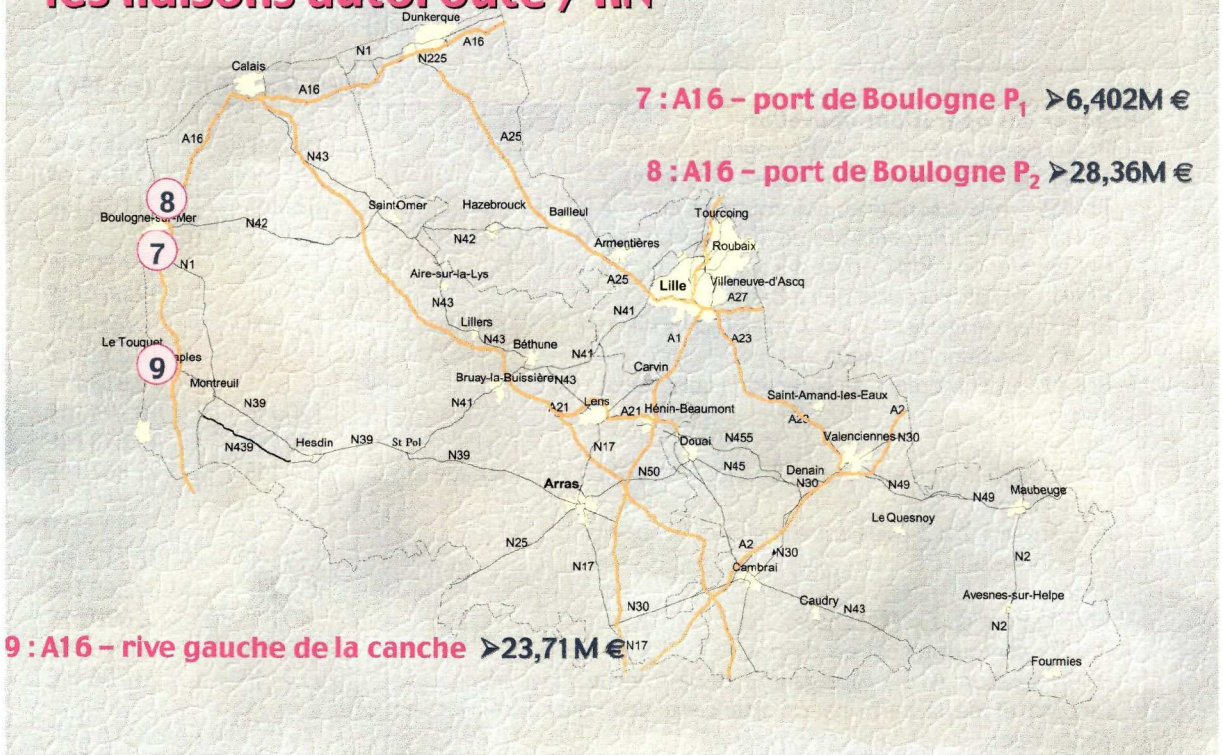 les liaisons autoroute / RN
Dunkerque
A16
N1
N225
Calais
A16
A16
A25
N43
7 : A16 – port de Boulogne P1 ➢6,402M €
8 : A16 – port de Boulogne P2 ➢28,36M €
8
Boulogne-sur-Mer
N42
Saint-Omer
Hazebrouck
Bailleul
N42
Tourcoing
Roubaix
Armentières
7
N1
Aire-sur-la-Lys
A25
Lille
Villeneuve-d'Ascq
A27
N43
N41
Lillers
N43
Béthune
A1
A23
Le Touquet
9
aples
N41
Carvin
Montreuil
Bruay-la-Buissière
N43
N39
N41
A21
Lens
A21
Hénin-Beaumont
Saint-Amand-les-Eaux
A23
A2
N439
Hesdin
N39
St Pol
N39
N17
Douai
N455
Valenciennes
N30
N50
N45
Denain
N30
N49
N49
Maubeuge
Arras
Le Quesnoy
N25
N17
A2
N30
N2
Cambrai
N30
Caudry
N43
Avesnes-sur-Helpe
N2
9 : A16 – rive gauche de la canche ➢23,71M €
N17
Fourmies